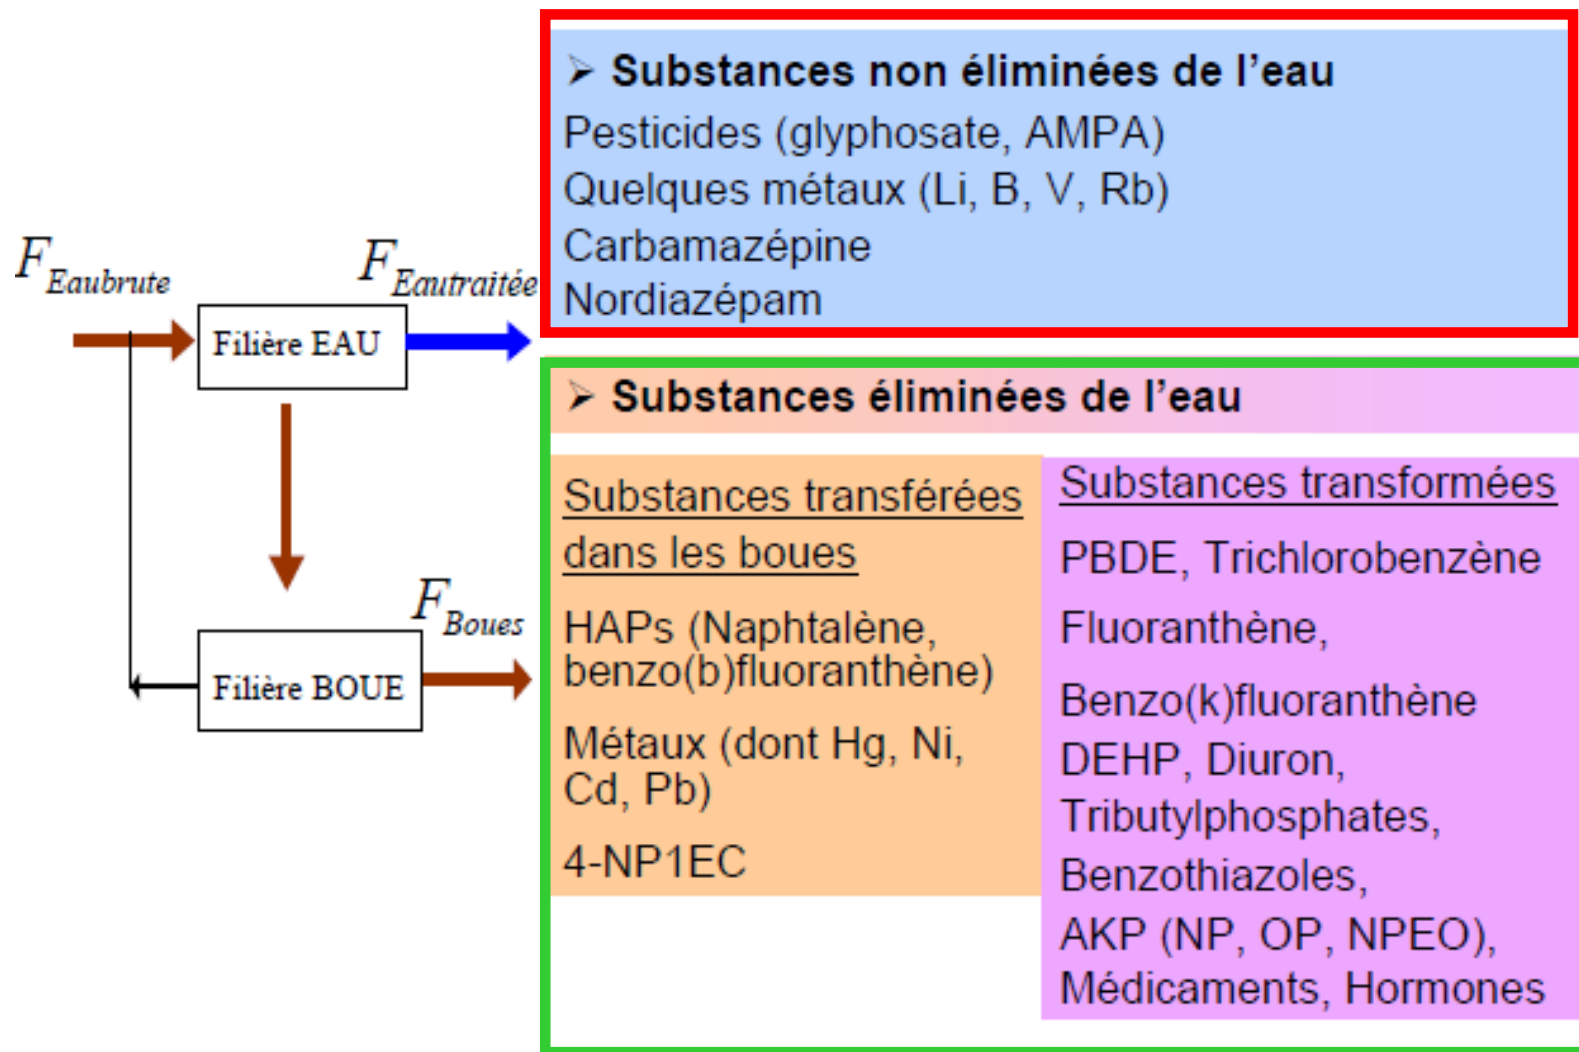 F Eaubrute
F Eautraitée
Filière EAU
F Boues
Filière BOUE
➢ Substances non éliminées de l'eau
Pesticides (glyphosate, AMPA)
Quelques métaux (Li, B, V, Rb)
Carbamazépine
Nordiazépam
➢ Substances éliminées de l'eau
Substances transférées
dans les boues
HAPs (Naphtalène,
benzo(b)fluoranthène)
Métaux (dont Hg, Ni,
Cd, Pb)
4-NP1EC
Substances transformées
PBDE, Trichlorobenzène
Fluoranthène,
Benzo(k)fluoranthène
DEHP, Diuron,
Tributylphosphates,
Benzothiazoles,
AKP (NP, OP, NPEO),
Médicaments, Hormones